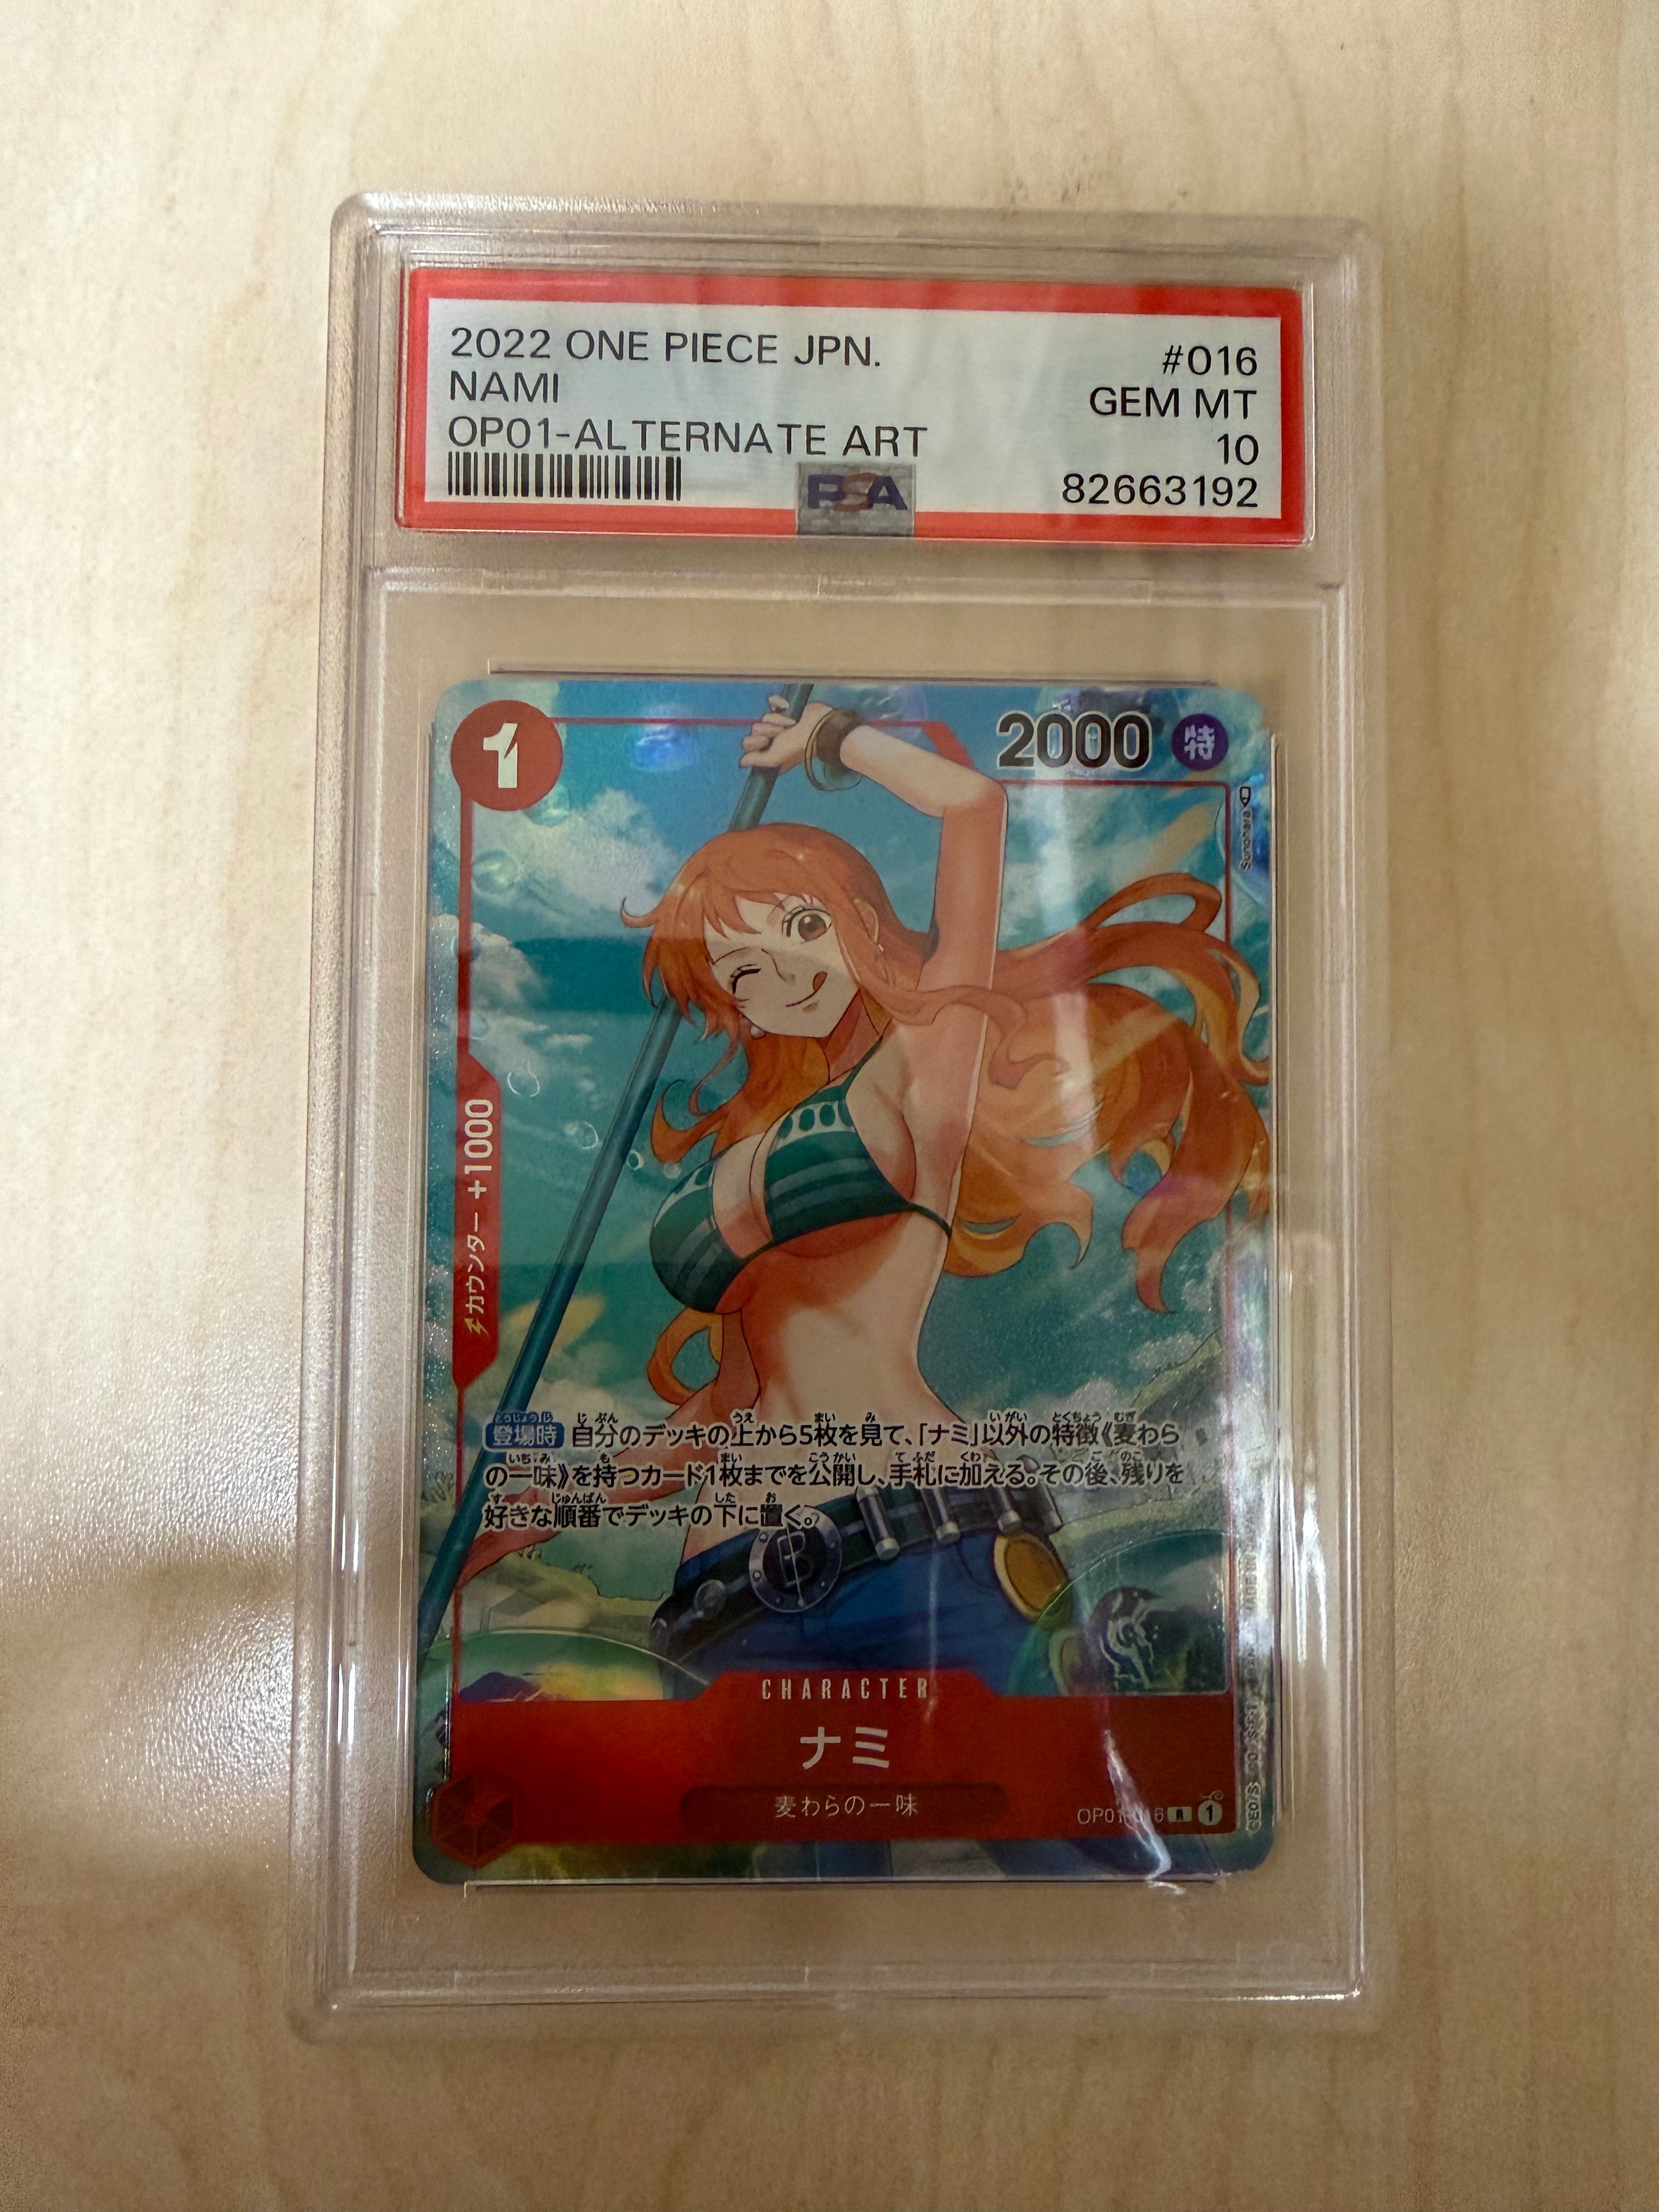 2022 ONE PIECE JPN.
#016
NAMI
GEM MT
OP01-ALTERNATE ART
10
PSA
82663192
1
2000
特
Sunohara
カウンター +1000
登場時 自分のデッキの上から5枚を見て、「ナミ」以外の特徴《麦わら
の一味》を持つカード1枚までを公開し、手札に加える。その後、残りを
好きな順番でデッキの下に置く。
B
CHARACTER
ナミ
麦わらの一味
OP01-016 R 1